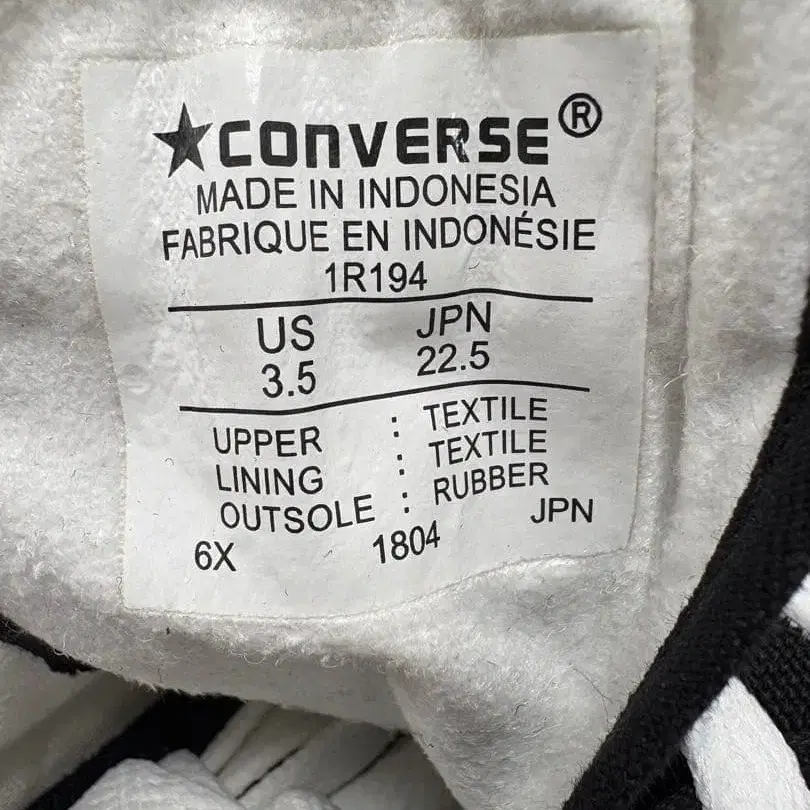 ★CONVERSE®
MADE IN INDONESIA
FABRIQUE EN INDONÉSIE
1R194
US JPN
3.5 22.5
UPPER : TEXTILE
LINING : TEXTILE
OUTSOLE : RUBBER
6X 1804 JPN